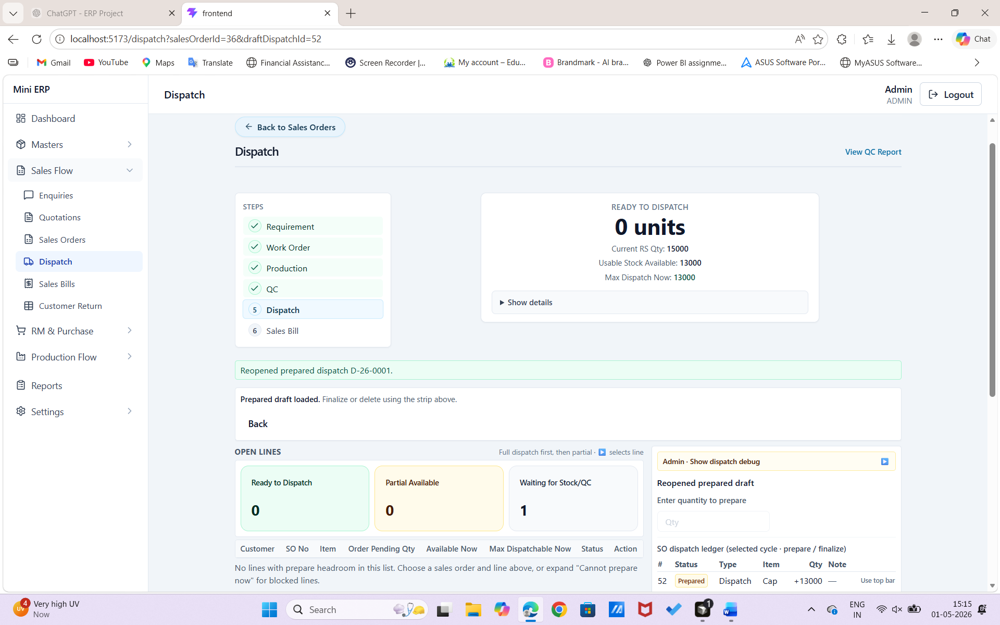 ChatGPT - ERP Project
frontend
localhost:5173/dispatch?salesOrderId=36&draftDispatchId=52
Chat
Gmail
YouTube
Maps
Translate
Financial Assistanc...
Screen Recorder |...
My account – Edu...
Brandmark - AI bra...
Power BI assignme...
ASUS Software Por...
MyASUS Software...
Mini ERP
Dispatch
Admin
ADMIN
Logout
Dashboard
Masters
Sales Flow
Enquiries
Quotations
Sales Orders
Dispatch
Sales Bills
Customer Return
RM & Purchase
Production Flow
Reports
Settings
Back to Sales Orders
Dispatch
View QC Report
STEPS
Requirement
Work Order
Production
QC
5 Dispatch
6 Sales Bill
READY TO DISPATCH
0 units
Current RS Qty: 15000
Usable Stock Available: 13000
Max Dispatch Now: 13000
Show details
Reopened prepared dispatch D-26-0001.
Prepared draft loaded. Finalize or delete using the strip above.
Back
OPEN LINES
Full dispatch first, then partial · ▶ selects line
Ready to Dispatch
0
Partial Available
0
Waiting for Stock/QC
1
Customer SO No Item Order Pending Qty Available Now Max Dispatchable Now Status Action
No lines with prepare headroom in this list. Choose a sales order and line above, or expand "Cannot prepare
now" for blocked lines.
Admin · Show dispatch debug
Reopened prepared draft
Enter quantity to prepare
Qty
SO dispatch ledger (selected cycle · prepare / finalize)
# Status Type Item Qty Note
52 Prepared Dispatch Cap +13000 — Use top bar
UV
4
Very high UV
Now
Search
1
ENG
IN
15:15
01-05-2026